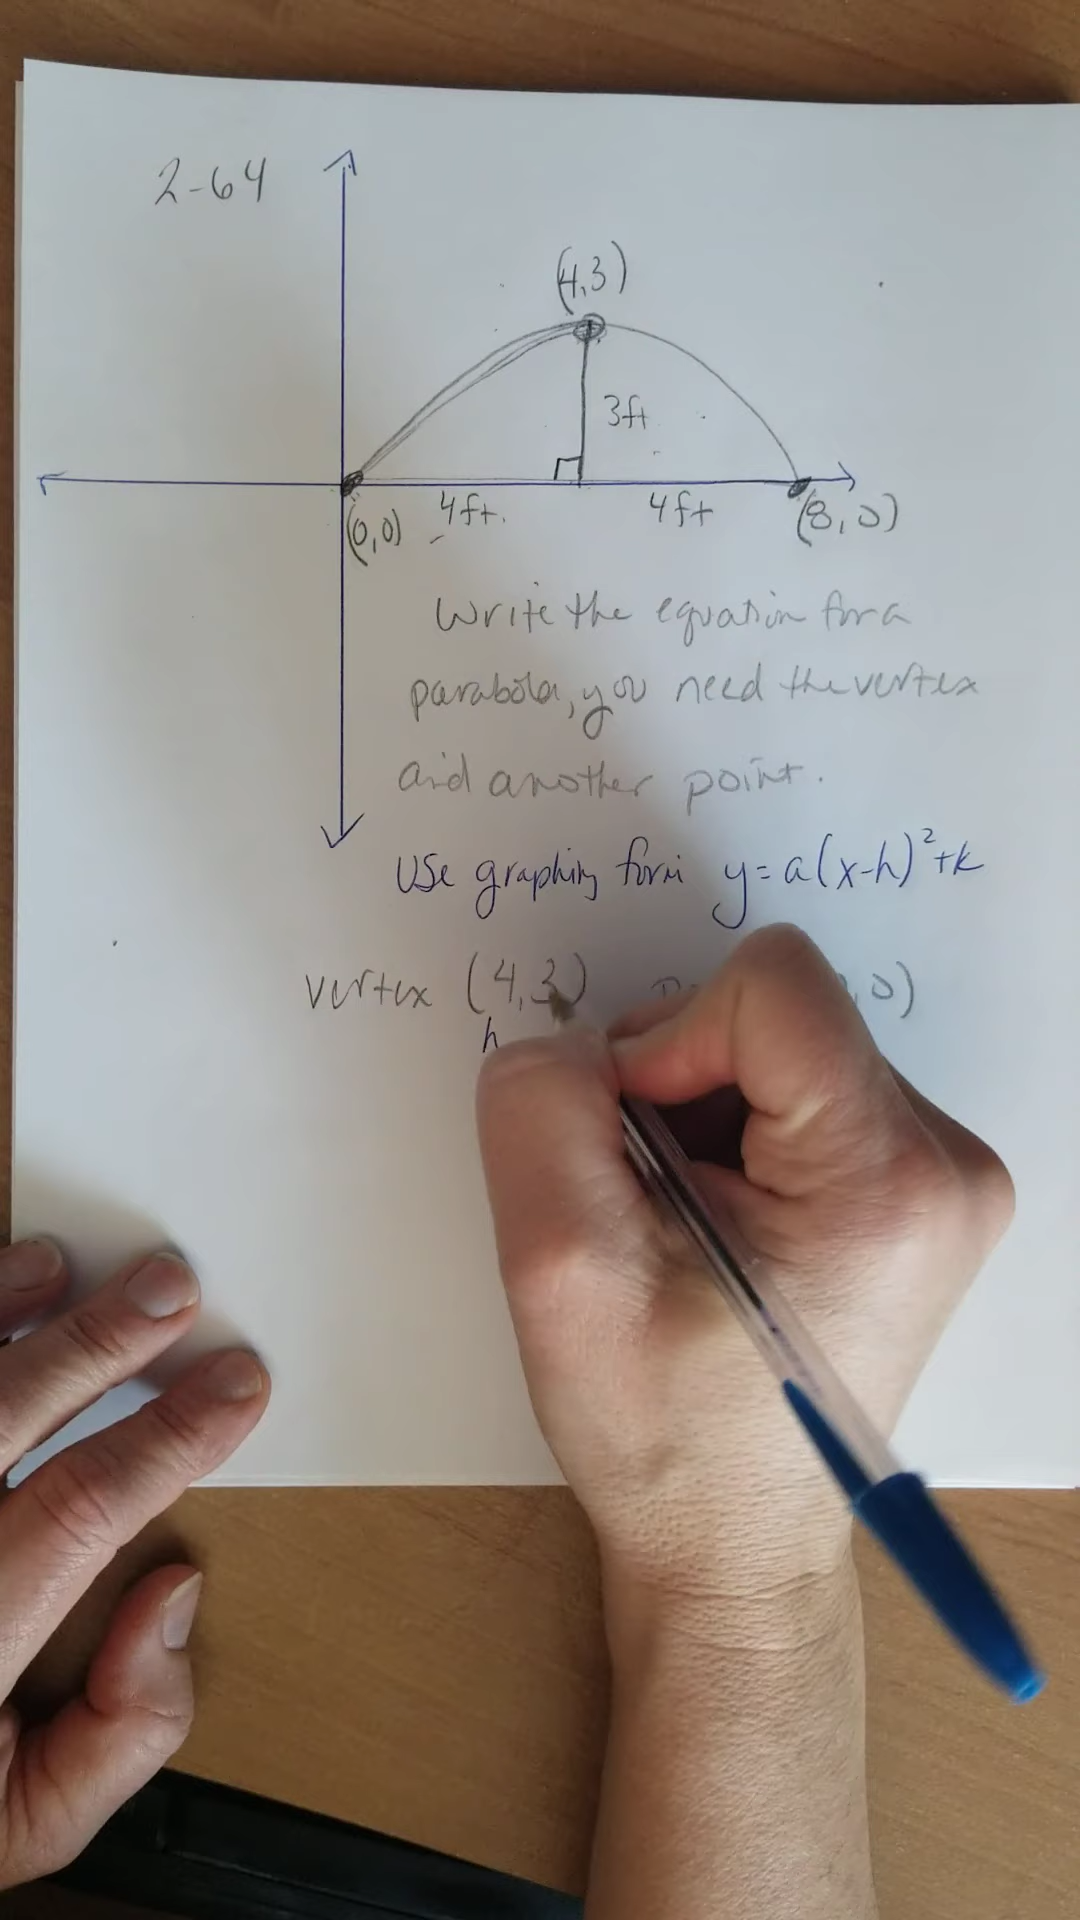 2-64
(4,3)
3ft
4ft.
4ft
(0,0)
(8,0)
Write the equation for a
parabola, you need the vertex
and another point.
Use graphing form y=a(x-h)²+k
vertex (4,3) ,0)
h